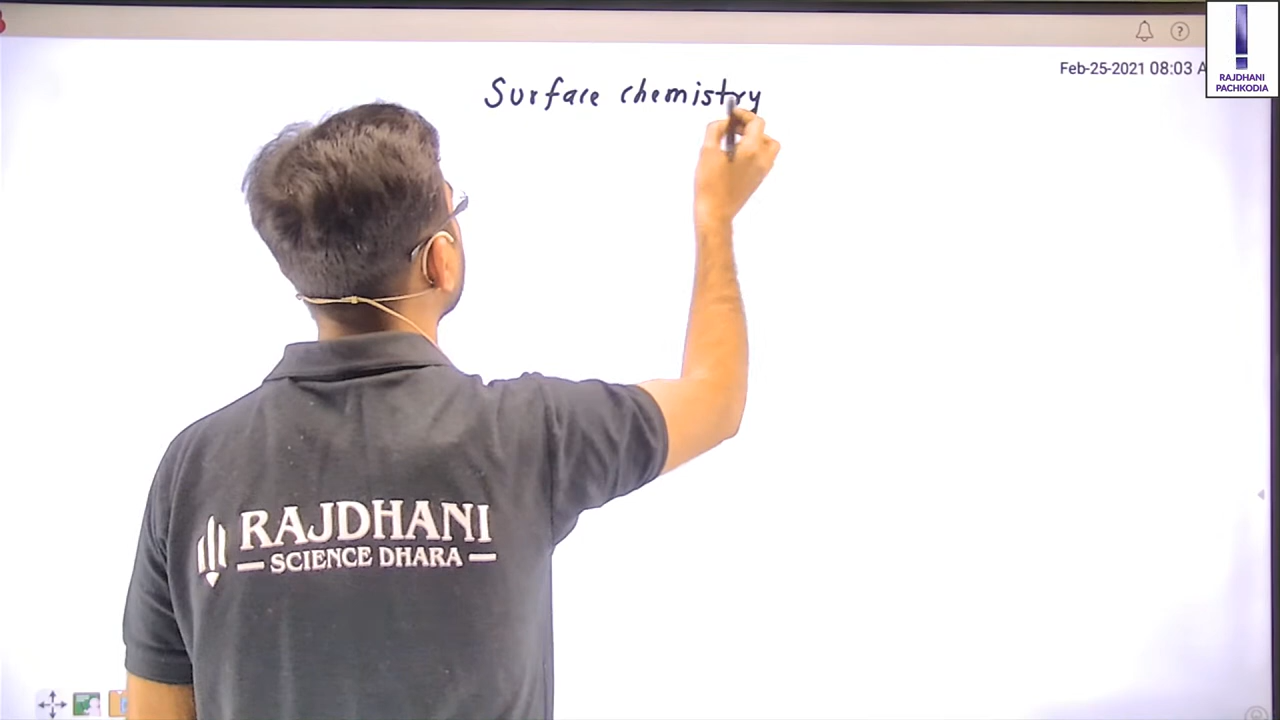 Feb-25-2021 08:03 A
RAJDHANI
PACHKODIA
Surface chemistry
RAJDHANI
SCIENCE DHARA